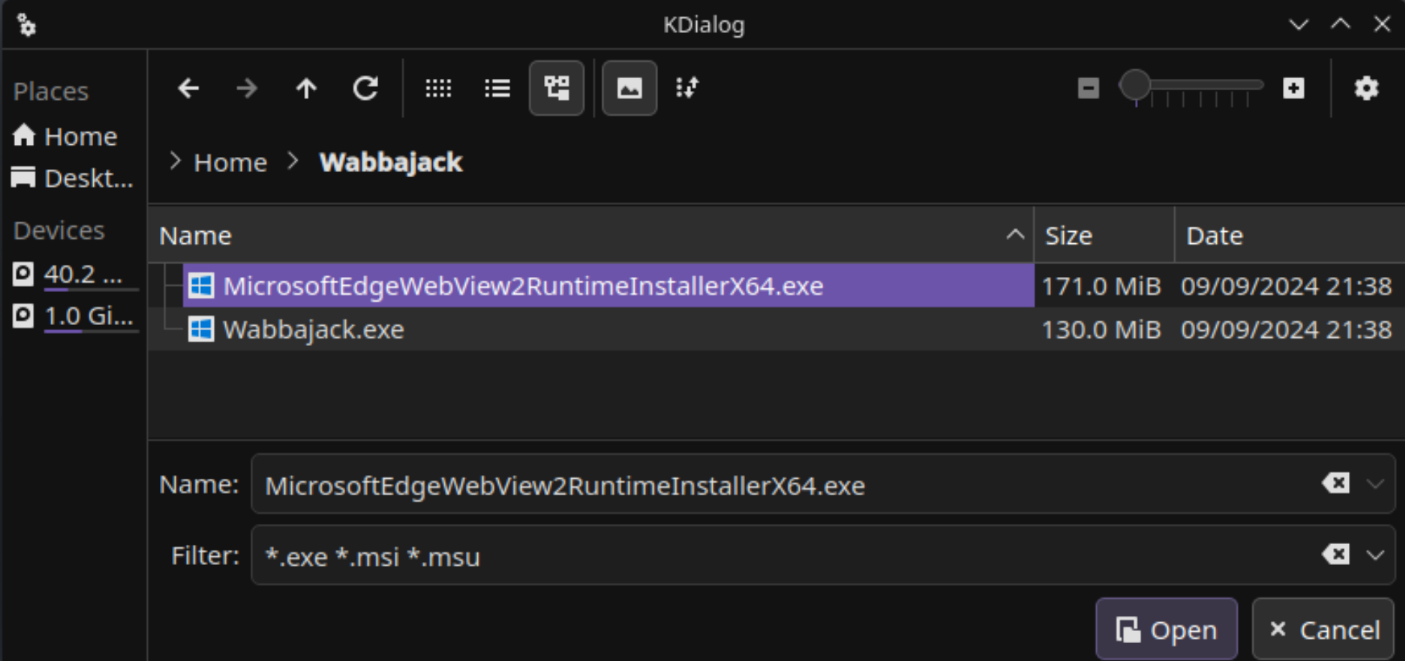 KDialog
Places
Home
Deskt...
Devices
40.2 ...
1.0 Gi...
Home Wabbajack
Name Size Date
MicrosoftEdgeWebView2RuntimeInstallerX64.exe 171.0 MiB 09/09/2024 21:38
Wabbajack.exe 130.0 MiB 09/09/2024 21:38
Name: MicrosoftEdgeWebView2RuntimeInstallerX64.exe
Filter: *.exe *.msi *.msu
Open Cancel